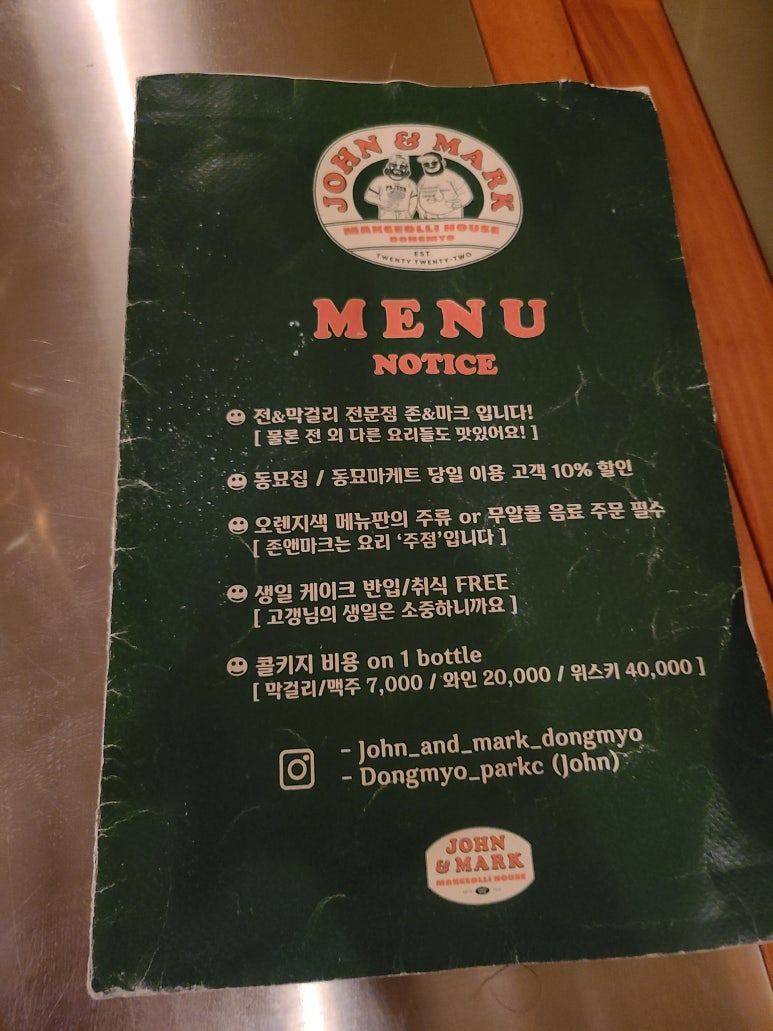 JOHN & MARK
MAKGEOLLI HOUSE
DONGMYO
EST
TWENTY TWENTY-TWO
MENU
NOTICE
전&막걸리 전문점 존&마크 입니다!
[ 물론 전 외 다른 요리들도 맛있어요! ]
동묘집 / 동묘마케트 당일 이용 고객 10% 할인
오렌지색 메뉴판의 주류 or 무알콜 음료 주문 필수
[ 존앤마크는 요리 ‘주점’입니다 ]
생일 케이크 반입/취식 FREE
[ 고갱님의 생일은 소중하니까요 ]
콜키지 비용 on 1 bottle
[ 막걸리/맥주 7,000 / 와인 20,000 / 위스키 40,000 ]
- John_and_mark_dongmyo
- Dongmyo_parkc (John)
JOHN
& MARK
MAKGEOLLI HOUSE